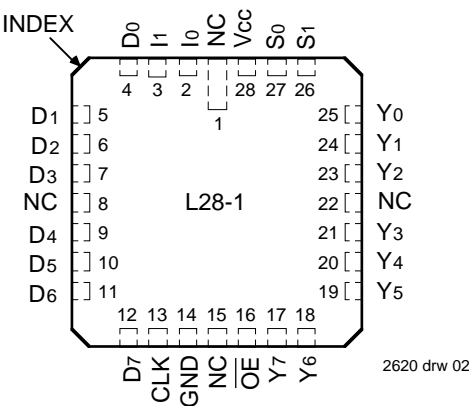 INDEX
D0 I1 I0 NC Vcc S0 S1
4 3 2 28 27 26
1
D1 5 25 Y0
D2 6 24 Y1
D3 7 23 Y2
NC 8 L28-1 22 NC
D4 9 21 Y3
D5 10 20 Y4
D6 11 19 Y5
12 13 14 15 16 17 18
D7 CLK GND NC O̅E̅ Y7 Y6
2620 drw 02